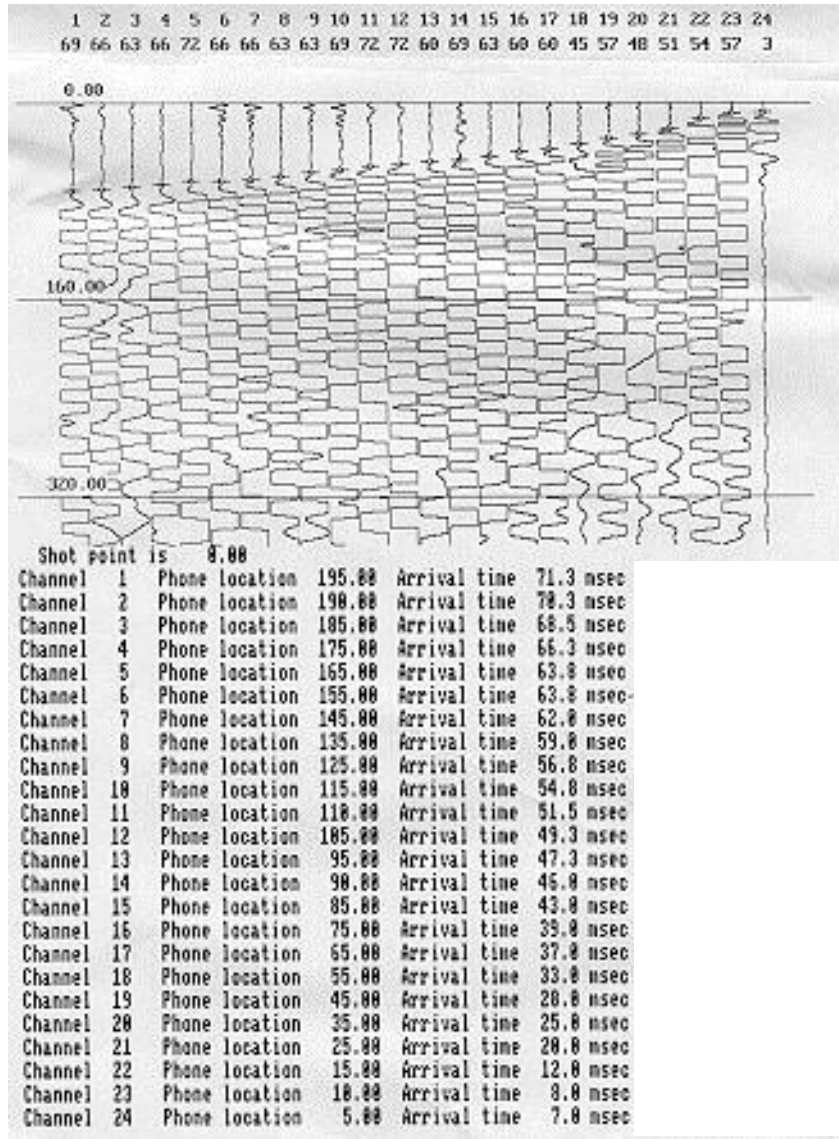 1 2 3 4 5 6 7 8 9 10 11 12 13 14 15 16 17 18 19 20 21 22 23 24
69 66 63 66 72 66 66 63 63 69 72 72 60 69 63 60 60 45 57 48 51 54 57 3
0.00
160.00
320.00
Shot point is 0.00
Channel 1 Phone location 195.00 Arrival time 71.3 msec
Channel 2 Phone location 190.00 Arrival time 70.3 msec
Channel 3 Phone location 185.00 Arrival time 68.5 msec
Channel 4 Phone location 175.00 Arrival time 66.3 msec
Channel 5 Phone location 165.00 Arrival time 63.8 msec
Channel 6 Phone location 155.00 Arrival time 63.8 msec
Channel 7 Phone location 145.00 Arrival time 62.0 msec
Channel 8 Phone location 135.00 Arrival time 59.0 msec
Channel 9 Phone location 125.00 Arrival time 56.8 msec
Channel 10 Phone location 115.00 Arrival time 54.8 msec
Channel 11 Phone location 110.00 Arrival time 51.5 msec
Channel 12 Phone location 105.00 Arrival time 49.3 msec
Channel 13 Phone location 95.00 Arrival time 47.3 msec
Channel 14 Phone location 90.00 Arrival time 46.0 msec
Channel 15 Phone location 85.00 Arrival time 43.0 msec
Channel 16 Phone location 75.00 Arrival time 39.0 msec
Channel 17 Phone location 65.00 Arrival time 37.0 msec
Channel 18 Phone location 55.00 Arrival time 33.0 msec
Channel 19 Phone location 45.00 Arrival time 28.0 msec
Channel 20 Phone location 35.00 Arrival time 25.0 msec
Channel 21 Phone location 25.00 Arrival time 20.0 msec
Channel 22 Phone location 15.00 Arrival time 12.0 msec
Channel 23 Phone location 10.00 Arrival time 8.0 msec
Channel 24 Phone location 5.00 Arrival time 7.0 msec